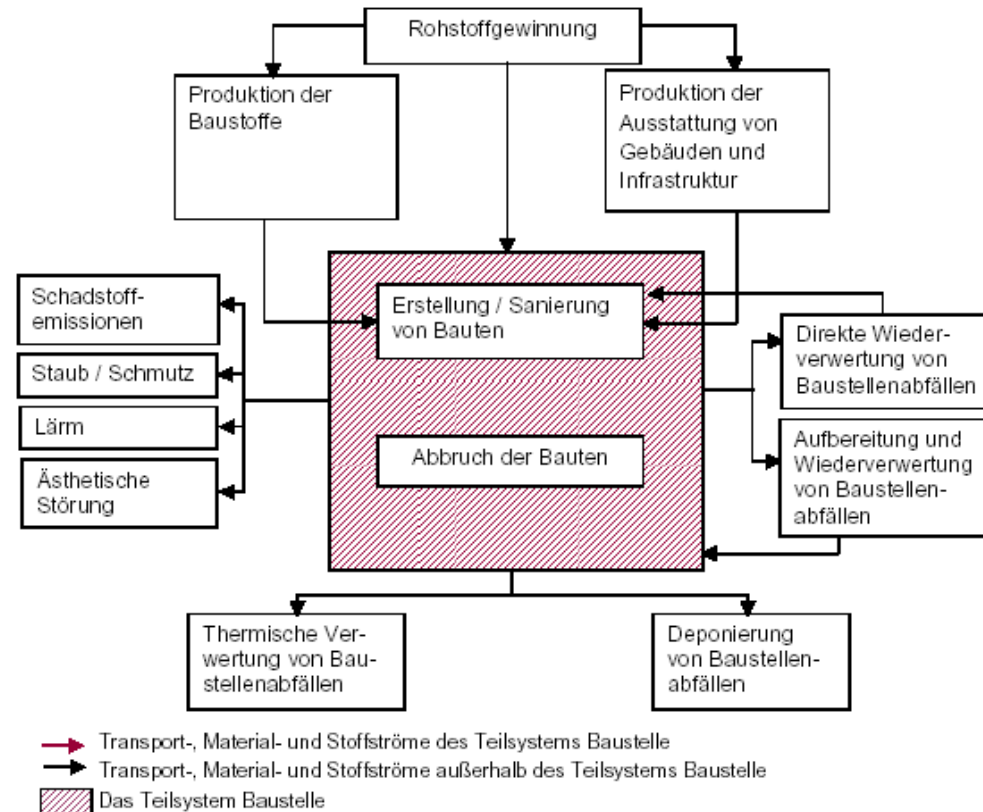 Rohstoffgewinnung
Produktion der
Baustoffe
Produktion der
Ausstattung von
Gebäuden und
Infrastruktur
Schadstoff-
emissionen
Staub / Schmutz
Lärm
Ästhetische
Störung
Erstellung / Sanierung
von Bauten
Abbruch der Bauten
Direkte Wieder-
verwertung von
Baustellenabfällen
Aufbereitung und
Wiederverwertung
von Baustellen-
abfällen
Thermische Ver-
wertung von Bau-
stellenabfällen
Deponierung
von Baustellen-
abfällen
Transport-, Material- und Stoffströme des Teilsystems Baustelle
Transport-, Material- und Stoffströme außerhalb des Teilsystems Baustelle
Das Teilsystem Baustelle